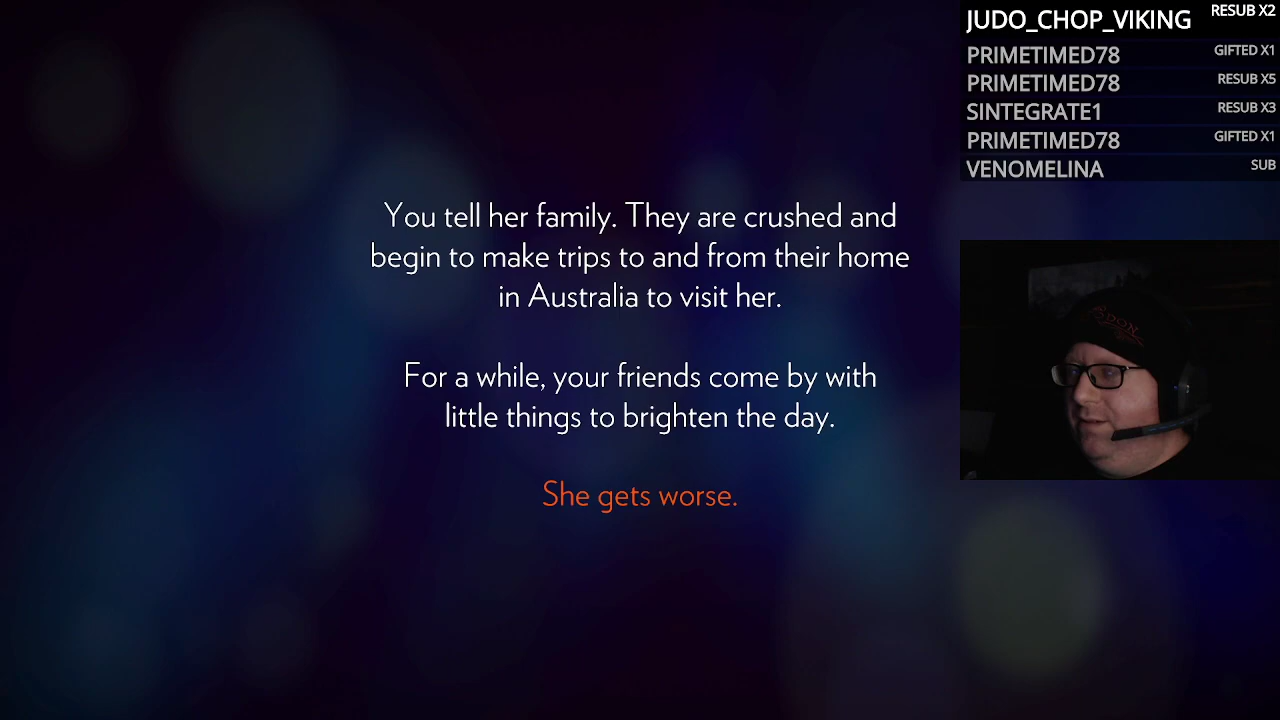 JUDO_CHOP_VIKING RESUB X2
PRIMETIMED78 GIFTED X1
PRIMETIMED78 RESUB X5
SINTEGRATE1 RESUB X3
PRIMETIMED78 GIFTED X1
VENOMELINA SUB
You tell her family. They are crushed and
begin to make trips to and from their home
in Australia to visit her.
For a while, your friends come by with
little things to brighten the day.
She gets worse.